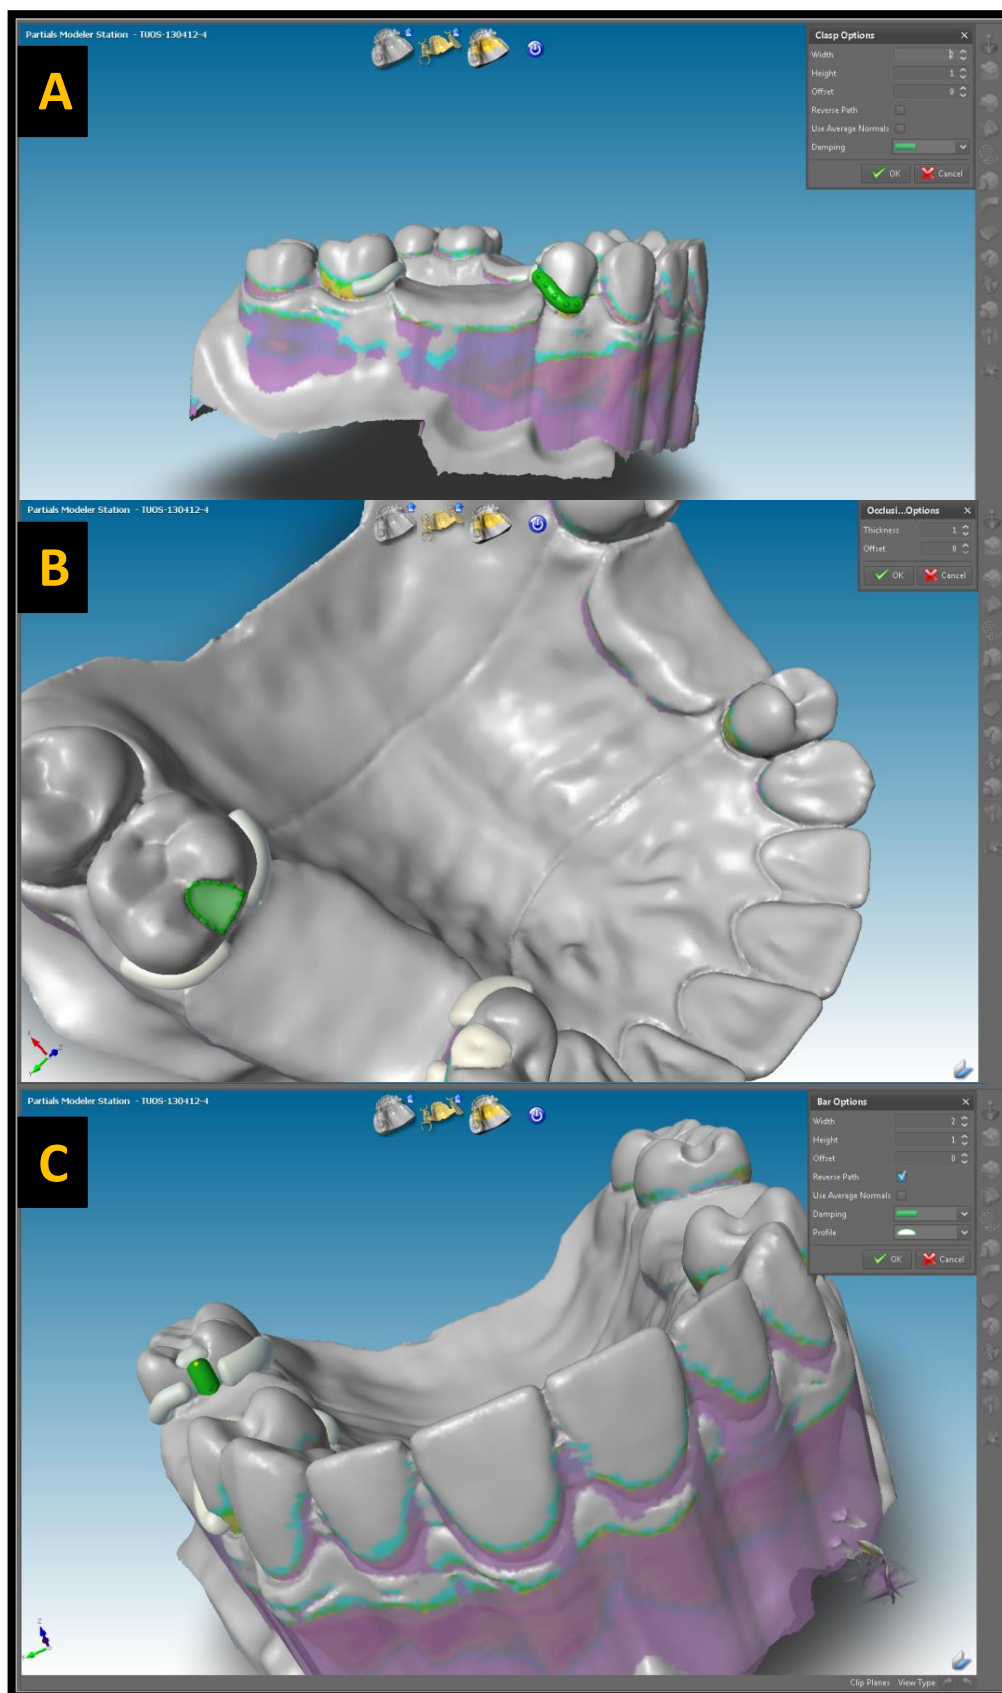 Partials Modeler Station - TUOS-130412-4
A
Clasp Options
Width
Height 1
Offset 0
Reverse Path
Use Average Normals
Damping
OK Cancel
Partials Modeler Station - TUOS-130412-4
B
Occlusi...Options
Thickness 1
Offset 0
OK Cancel
X
Z
Y
Partials Modeler Station - TUOS-130412-4
C
Bar Options
Width 2
Height 1
Offset 0
Reverse Path
Use Average Normals
Damping
Profile
OK Cancel
Z
Clip Planes View Type